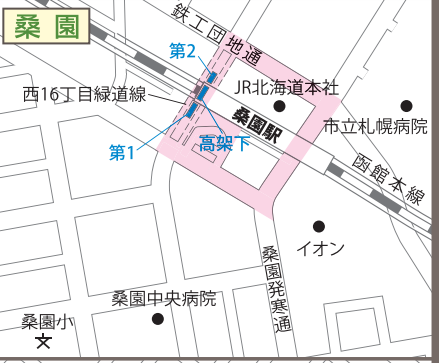 桑園
鉄工団地通
第2
西16丁目緑道線
JR北海道本社
桑園駅
市立札幌病院
高架下
第1
函館本線
イオン
桑園発寒通
桑園中央病院
桑園小